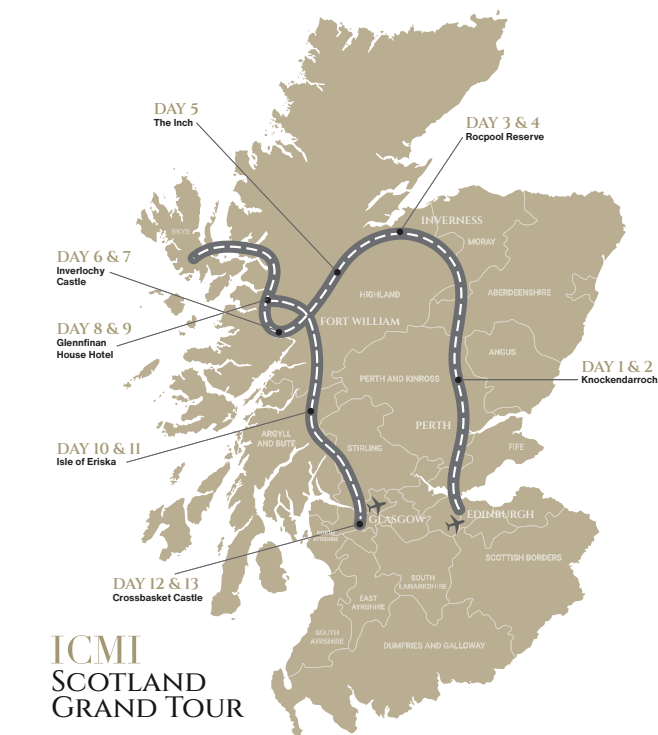 DAY 5
The Inch
DAY 3 & 4
Rocpool Reserve
INVERNESS
MORAY
SKYE
DAY 6 & 7
Inverlochy
Castle
HIGHLAND
ABERDEENSHIRE
FORT WILLIAM
DAY 8 & 9
Glennfinan
House Hotel
ANGUS
DAY 1 & 2
Knockendarroch
PERTH AND KINROSS
PERTH
ARGYLL
AND BUTE
STIRLING
FIFE
DAY 10 & 11
Isle of Eriska
GLASGOW
EDINBURGH
AYRSHIRE
SCOTTISH BORDERS
DAY 12 & 13
Crossbasket Castle
SOUTH
LANARKSHIRE
EAST
AYRSHIRE
SOUTH
AYRSHIRE
DUMFRIES AND GALLOWAY
ICMI
SCOTLAND
GRAND TOUR